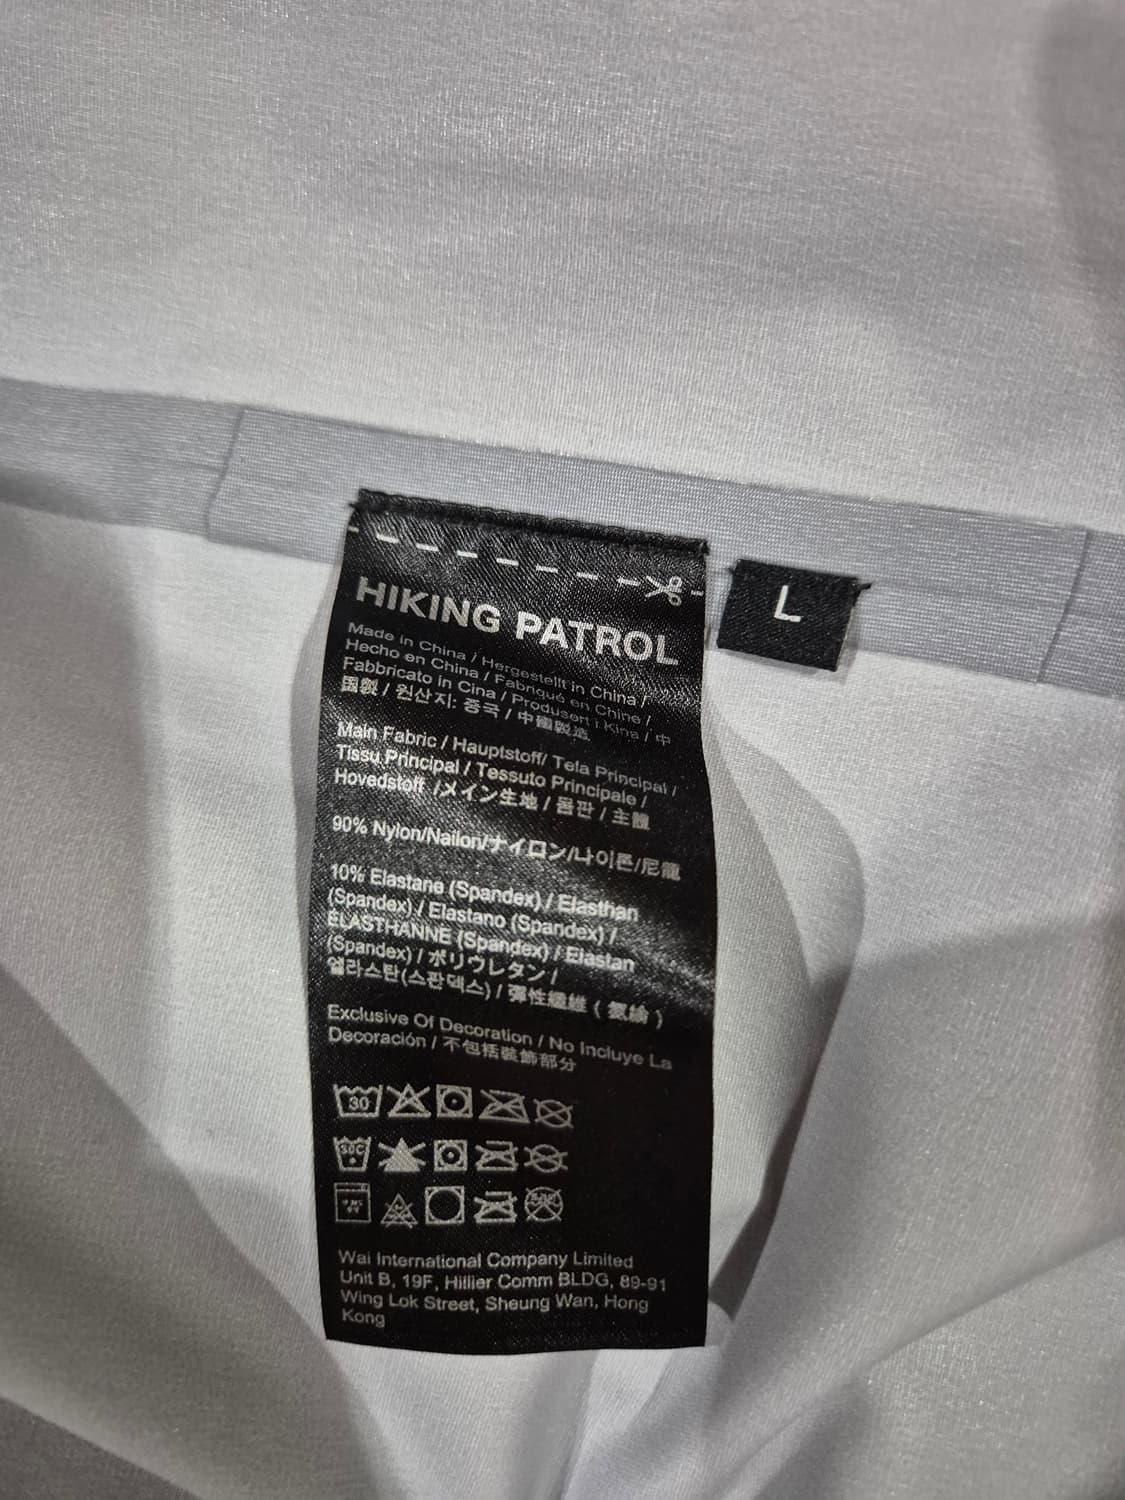 HIKING PATROL
L
Made in China / Hergestellt in China /
Hecho en China / Fabriqué en Chine /
Fabbricato in Cina / Produsert i Kina / 中
国製 / 원산지: 중국 / 中國製造
Main Fabric / Hauptstoff/ Tela Principal /
Tissu Principal / Tessuto Principale /
Hovedstoff /メイン生地 / 몸판 / 主體
90% Nylon/Nailon/ナイロン/나이론/尼龍
10% Elastane (Spandex) / Elasthan
(Spandex) / Elastano (Spandex) /
ÉLASTHANNE (Spandex) / Elastan
(Spandex) / ポリウレタン /
엘라스탄(스판덱스) / 彈性纖維 ( 氨綸 )
Exclusive Of Decoration / No Incluye La
Decoración / 不包括裝飾部分
30
30C
Wai International Company Limited
Unit B, 19F, Hillier Comm BLDG, 89-91
Wing Lok Street, Sheung Wan, Hong
Kong